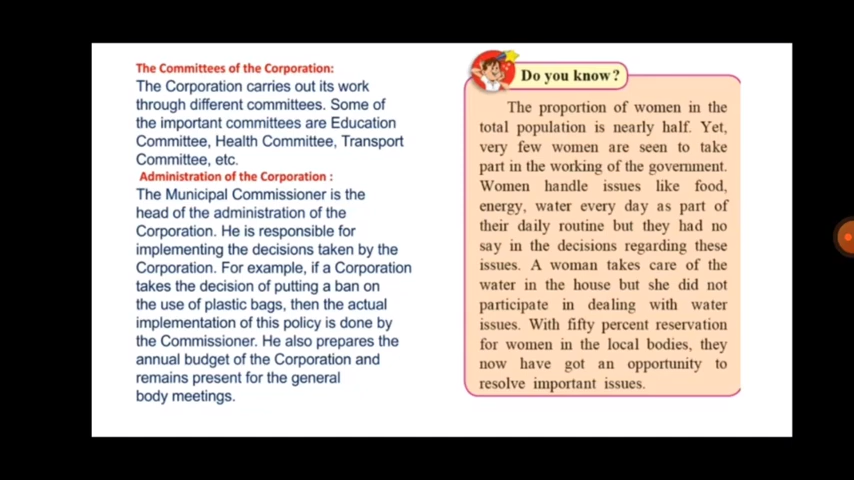 The Committees of the Corporation:
The Corporation carries out its work
through different committees. Some of
the important committees are Education
Committee, Health Committee, Transport
Committee, etc.
Administration of the Corporation :
The Municipal Commissioner is the
head of the administration of the
Corporation. He is responsible for
implementing the decisions taken by the
Corporation. For example, if a Corporation
takes the decision of putting a ban on
the use of plastic bags, then the actual
implementation of this policy is done by
the Commissioner. He also prepares the
annual budget of the Corporation and
remains present for the general
body meetings.
Do you know?
The proportion of women in the
total population is nearly half. Yet,
very few women are seen to take
part in the working of the government.
Women handle issues like food,
energy, water every day as part of
their daily routine but they had no
say in the decisions regarding these
issues. A woman takes care of the
water in the house but she did not
participate in dealing with water
issues. With fifty percent reservation
for women in the local bodies, they
now have got an opportunity to
resolve important issues.